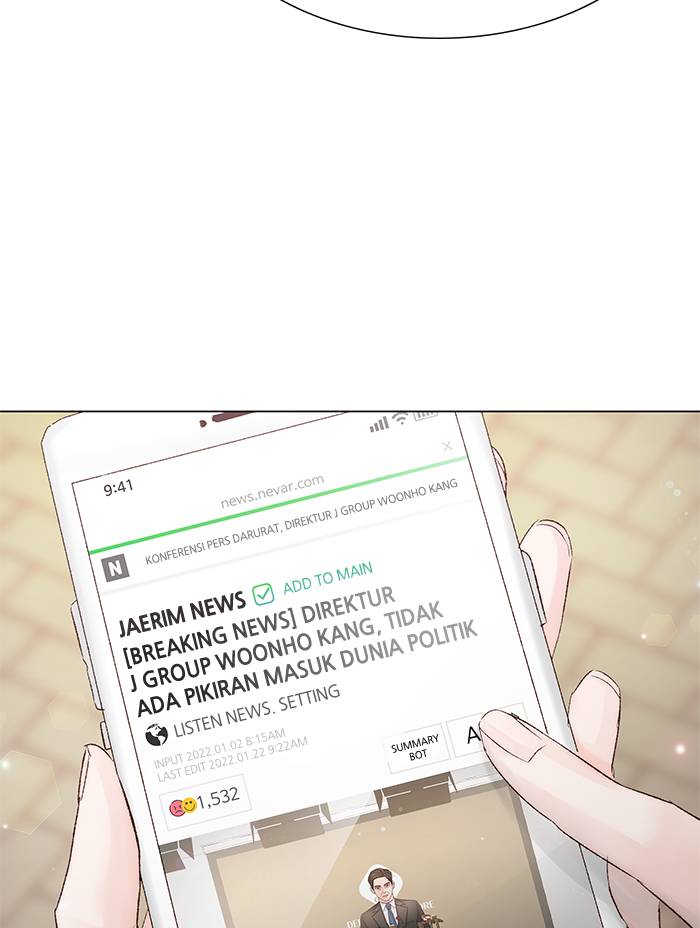 9:41
news.nevar.com
N
KONFERENSI PERS DARURAT, DIREKTUR J GROUP WOONHO KANG
JAERIM NEWS ADD TO MAIN
[BREAKING NEWS] DIREKTUR
J GROUP WOONHO KANG, TIDAK
ADA PIKIRAN MASUK DUNIA POLITIK
LISTEN NEWS. SETTING
INPUT 2022.01.02 8:15AM
LAST EDIT 2022.01.22 9:22AM
SUMMARY
BOT
1,532